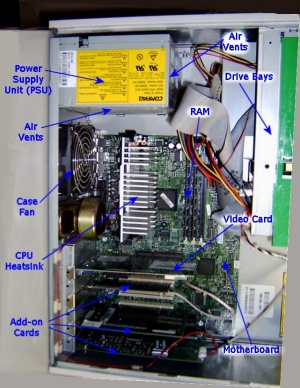 Air
Vents
Power
Supply
Unit (PSU)
COMPAQ
Drive Bays
Air
Vents
RAM
Case
Fan
Video Card
CPU
Heatsink
Add-on
Cards
Motherboard